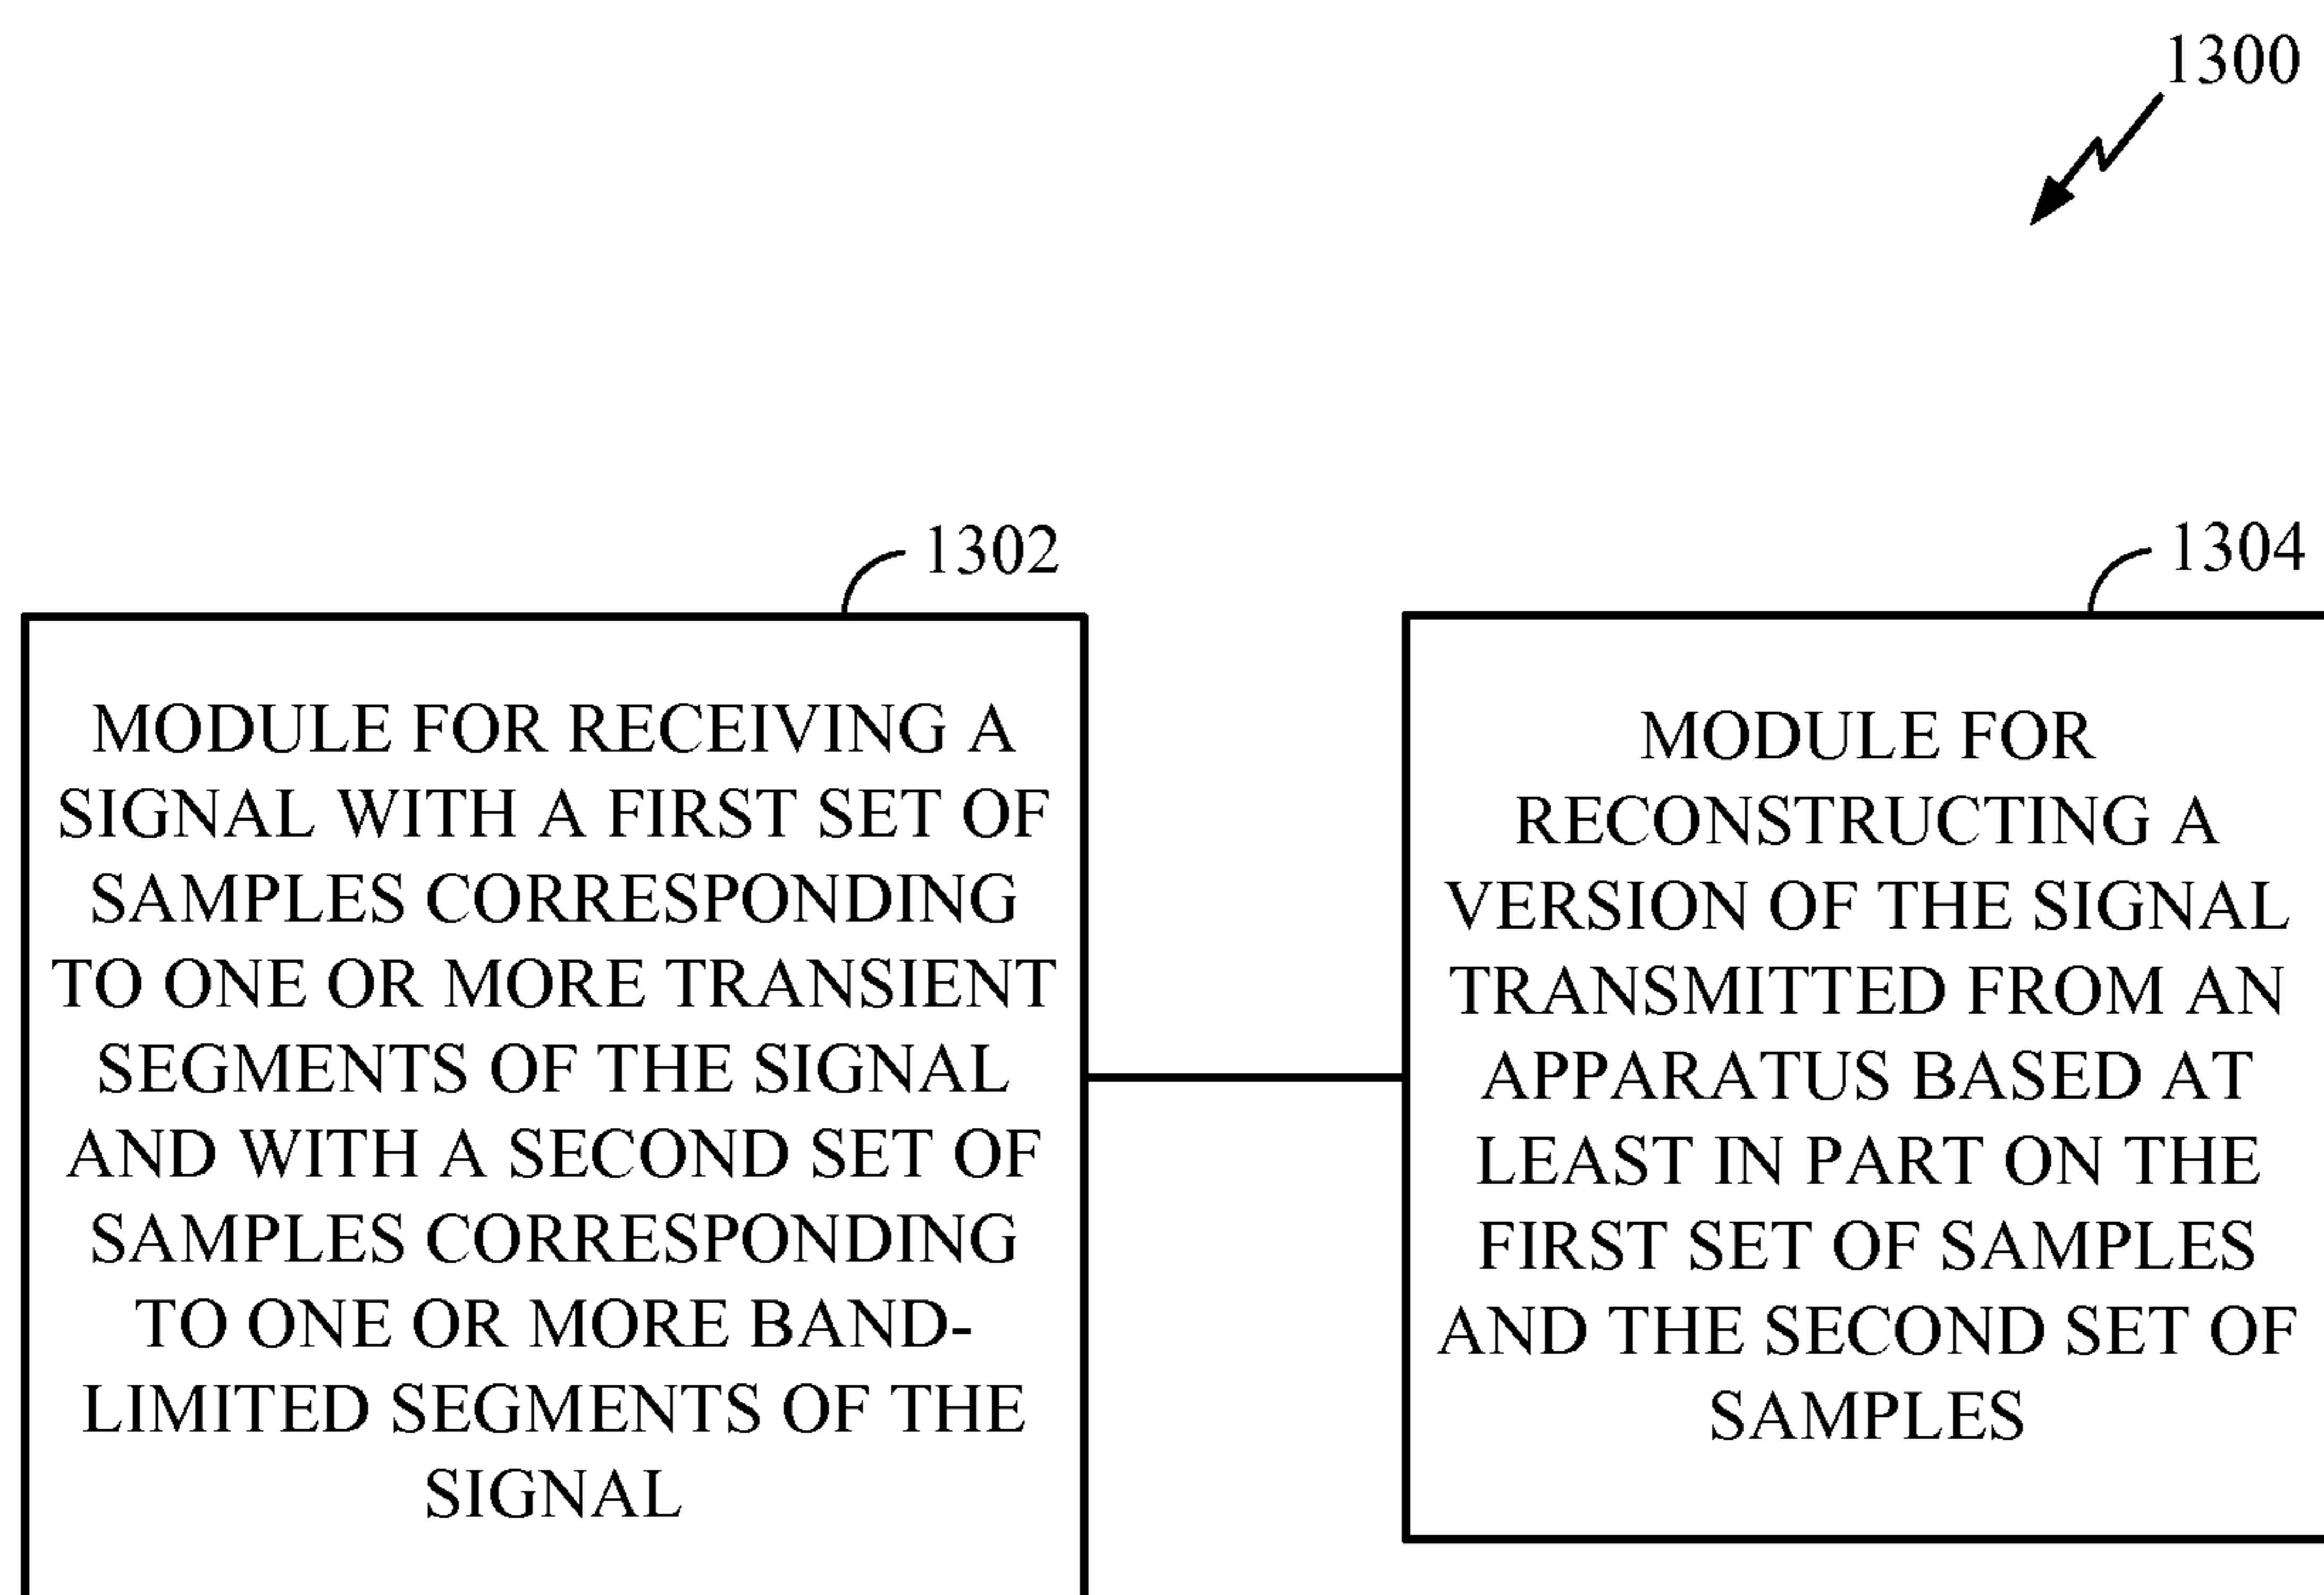 1300
1302
MODULE FOR RECEIVING A
SIGNAL WITH A FIRST SET OF
SAMPLES CORRESPONDING
TO ONE OR MORE TRANSIENT
SEGMENTS OF THE SIGNAL
AND WITH A SECOND SET OF
SAMPLES CORRESPONDING
TO ONE OR MORE BAND-
LIMITED SEGMENTS OF THE
SIGNAL
1304
MODULE FOR
RECONSTRUCTING A
VERSION OF THE SIGNAL
TRANSMITTED FROM AN
APPARATUS BASED AT
LEAST IN PART ON THE
FIRST SET OF SAMPLES
AND THE SECOND SET OF
SAMPLES